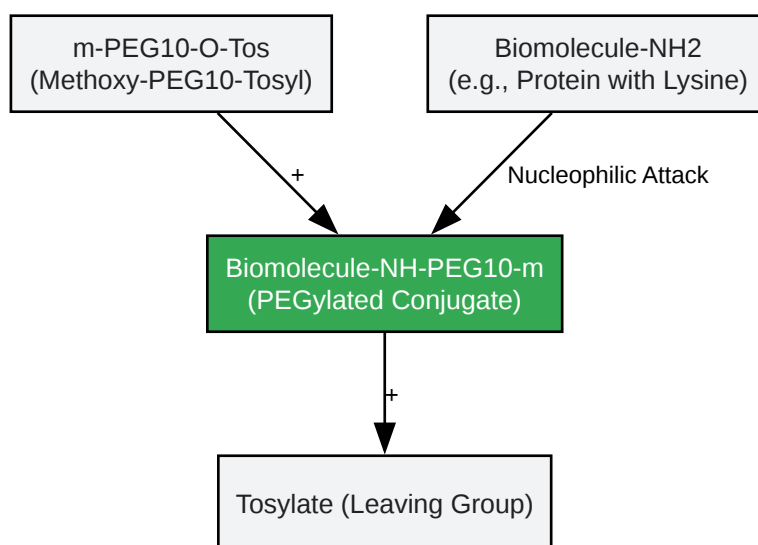 m-PEG10-O-Tos
(Methoxy-PEG10-Tosyl)
Biomolecule-NH2
(e.g., Protein with Lysine)
+
Nucleophilic Attack
Biomolecule-NH-PEG10-m
(PEGylated Conjugate)
+
Tosylate (Leaving Group)